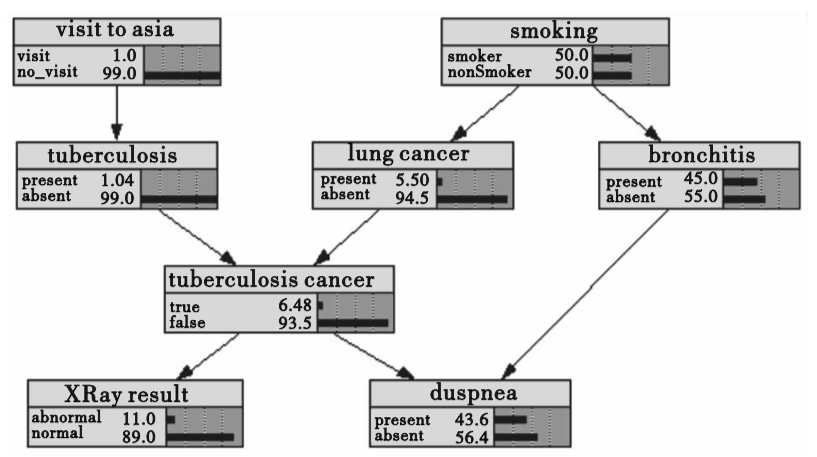 visit to asia
visit 1.0
no_visit 99.0
smoking
smoker 50.0
nonSmoker 50.0
tuberculosis
present 1.04
absent 99.0
lung cancer
present 5.50
absent 94.5
bronchitis
present 45.0
absent 55.0
tuberculosis cancer
true 6.48
false 93.5
XRay result
abnormal 11.0
normal 89.0
duspnea
present 43.6
absent 56.4